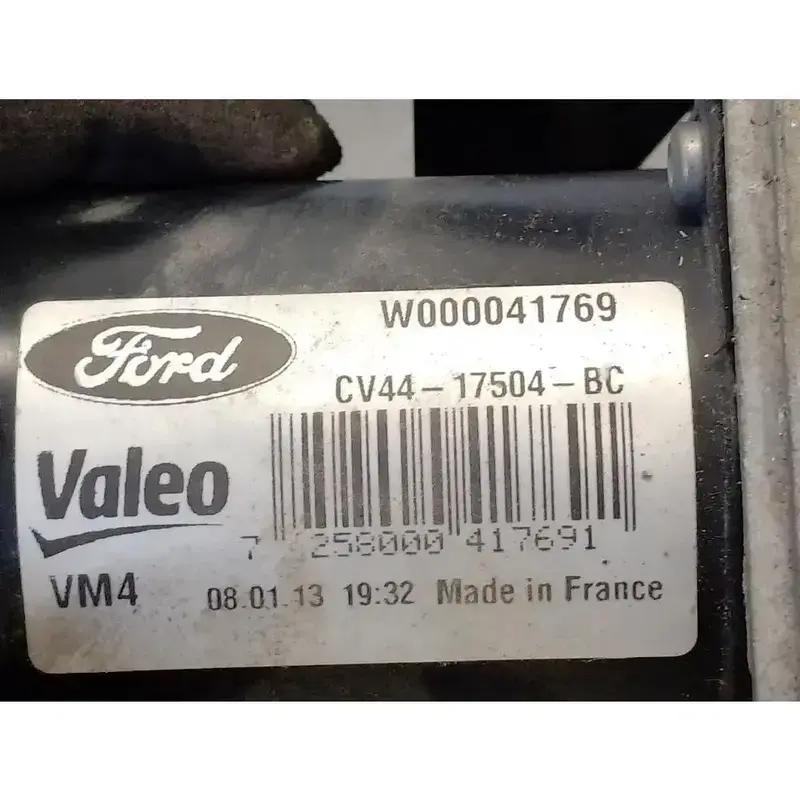 W000041769
Ford
CV44-17504-BC
Valeo
7 258000 417691
VM4 08.01.13 19:32 Made in France